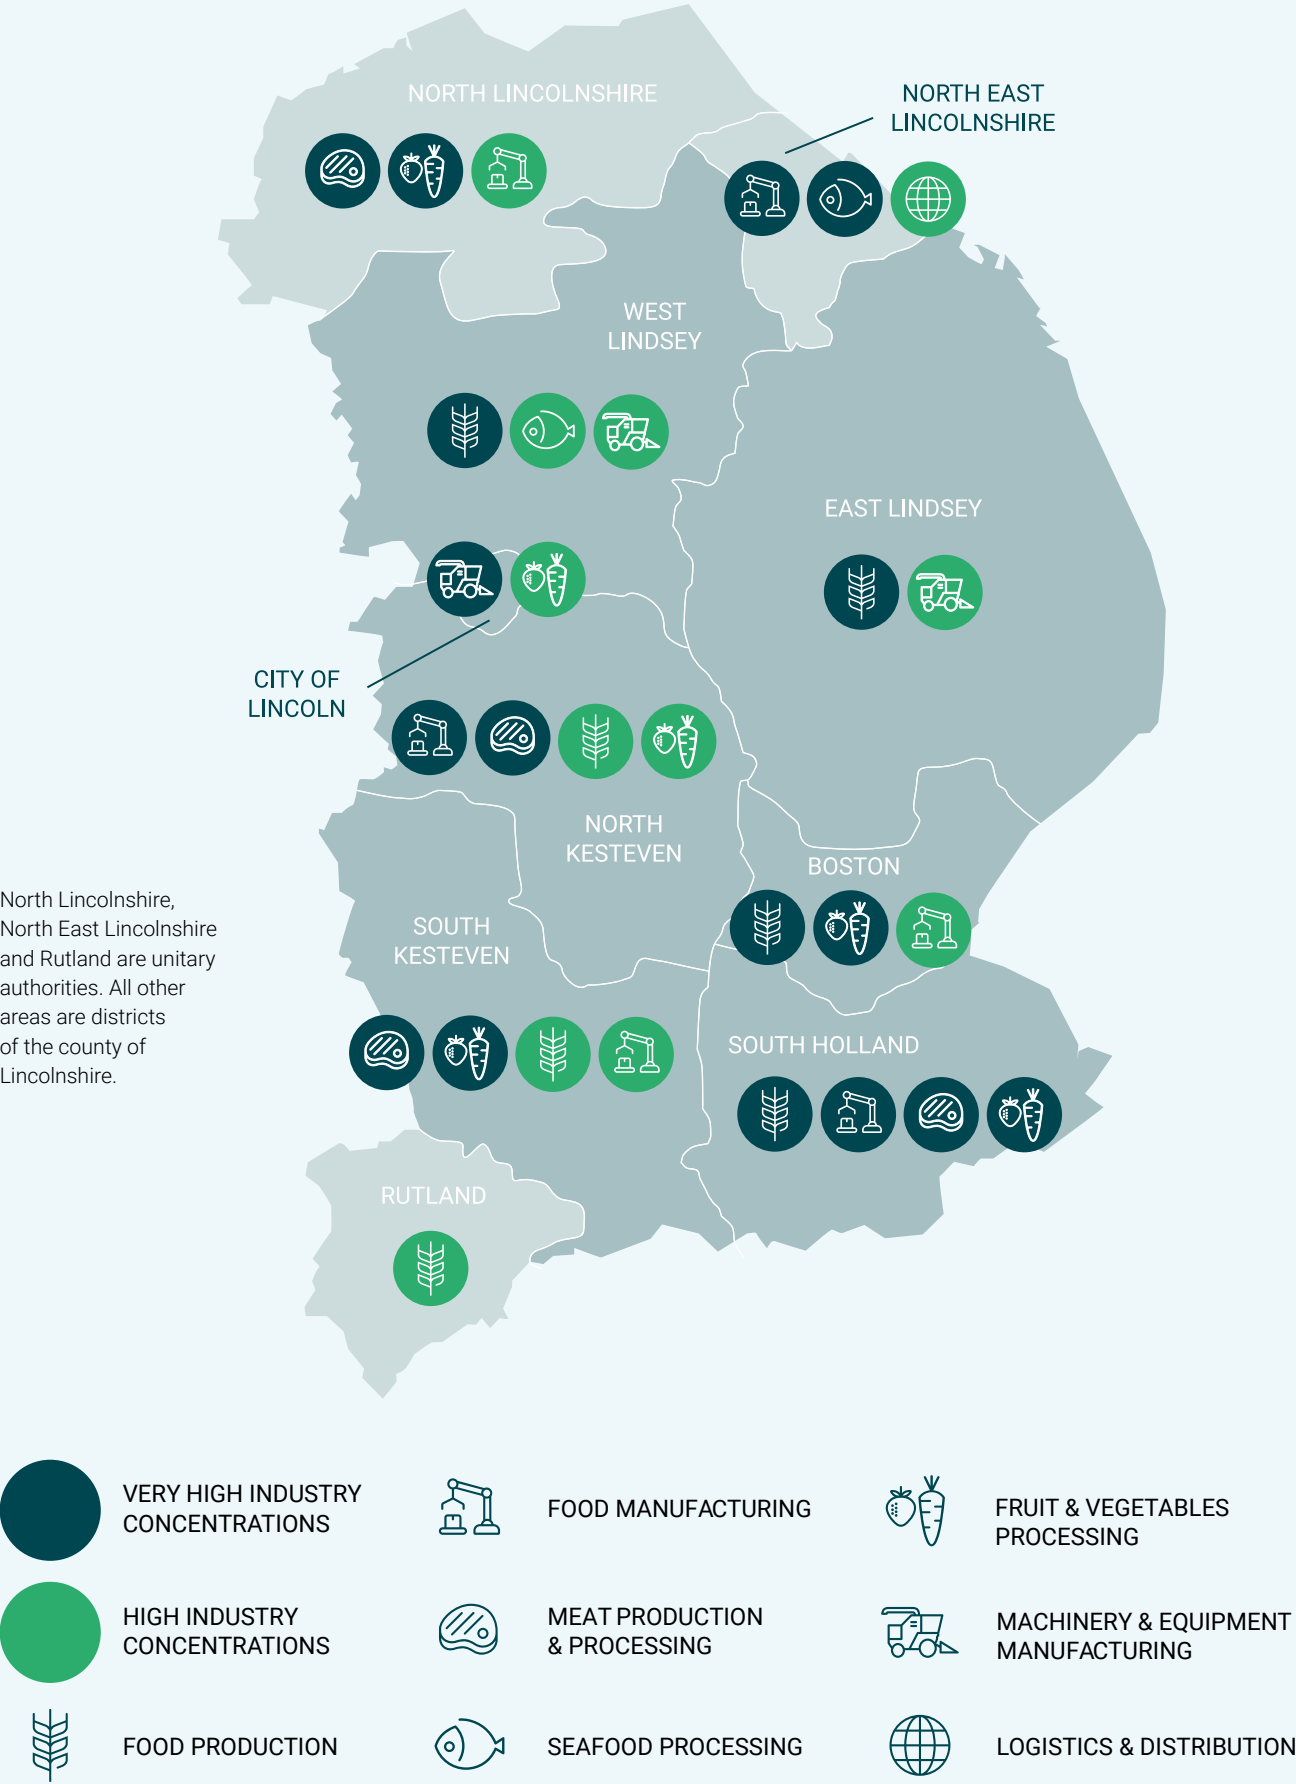 NORTH LINCOLNSHIRE
NORTH EAST
LINCOLNSHIRE
WEST
LINDSEY
EAST LINDSEY
CITY OF
LINCOLN
NORTH
KESTEVEN
BOSTON
North Lincolnshire,
North East Lincolnshire
and Rutland are unitary
authorities. All other
areas are districts
of the county of
Lincolnshire.
SOUTH
KESTEVEN
SOUTH HOLLAND
RUTLAND
VERY HIGH INDUSTRY
CONCENTRATIONS
FOOD MANUFACTURING
FRUIT & VEGETABLES
PROCESSING
HIGH INDUSTRY
CONCENTRATIONS
MEAT PRODUCTION
& PROCESSING
MACHINERY & EQUIPMENT
MANUFACTURING
FOOD PRODUCTION
SEAFOOD PROCESSING
LOGISTICS & DISTRIBUTION